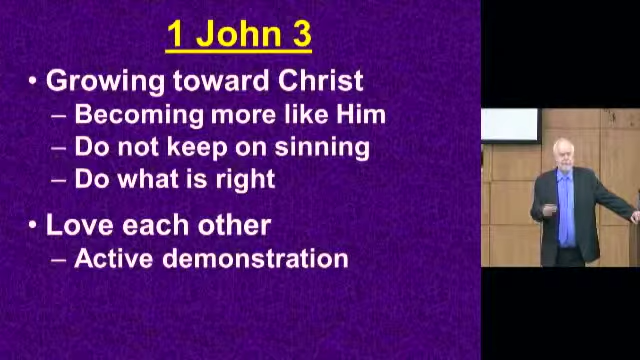 1 John 3
• Growing toward Christ
– Becoming more like Him
– Do not keep on sinning
– Do what is right
• Love each other
– Active demonstration